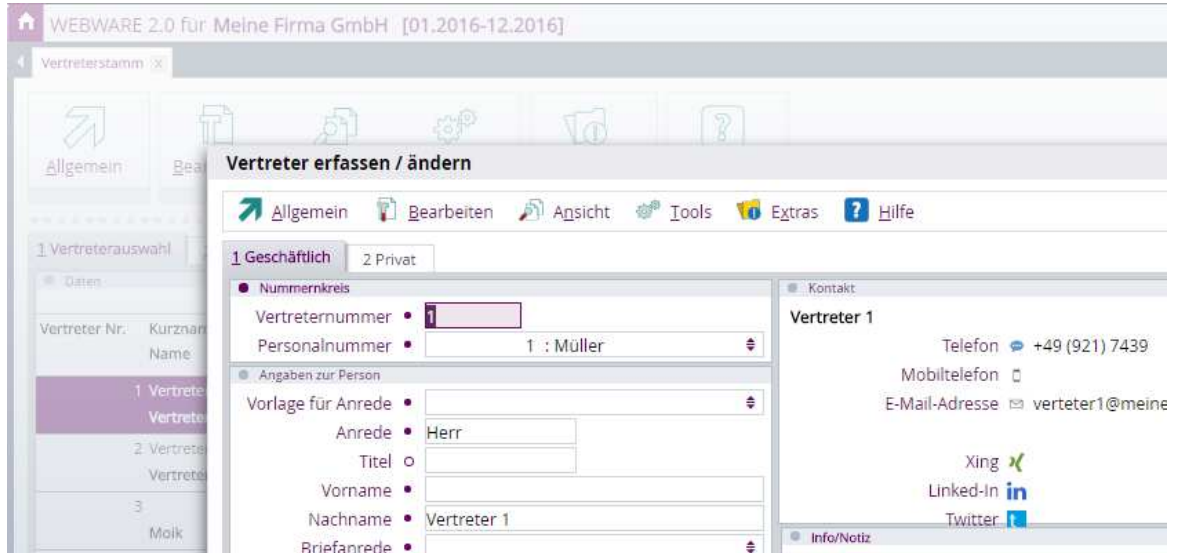 WEBWARE 2.0 für Meine Firma GmbH [01.2016-12.2016]
Vertreterstamm x
Allgemein
Vertreter erfassen / ändern
Allgemein Bearbeiten Ansicht Tools Extras Hilfe
1 Vertreterauswahl
1 Geschäftlich 2 Privat
Daten
Nummernkreis
Vertreternummer 1
Personalnummer 1 : Müller
Angaben zur Person
Vorlage für Anrede
Anrede Herr
Titel
Vorname
Nachname Vertreter 1
Briefanrede
Kontakt
Vertreter 1
Telefon +49 (921) 7439
Mobiltelefon
E-Mail-Adresse verteter1@meine
Xing
Linked-In in
Twitter t
Info/Notiz
Vertreter Nr.
Name
1
2
3
Moik